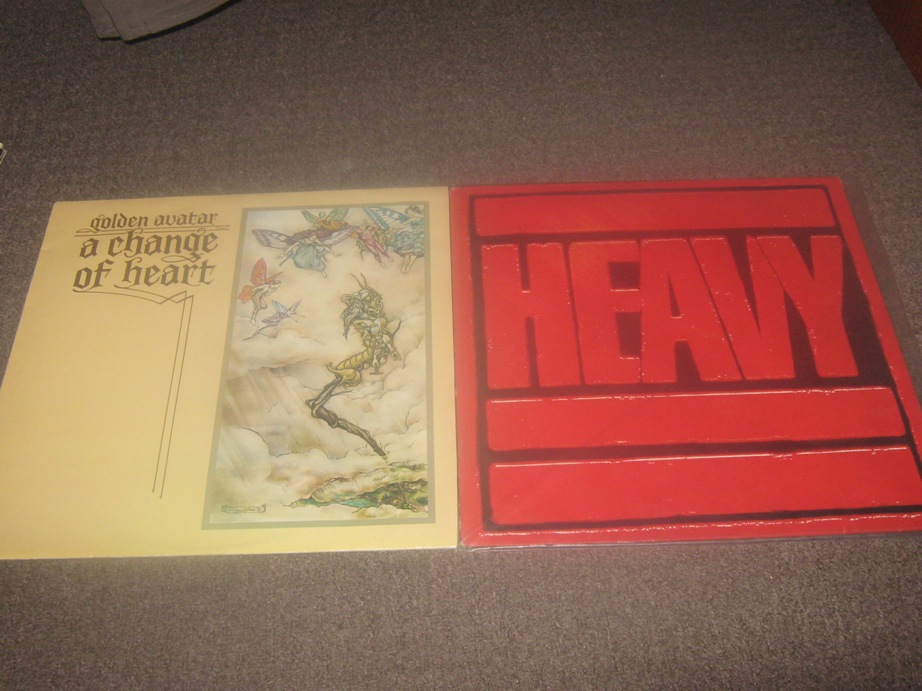 golden avatar
a change
of heart
HEAVY